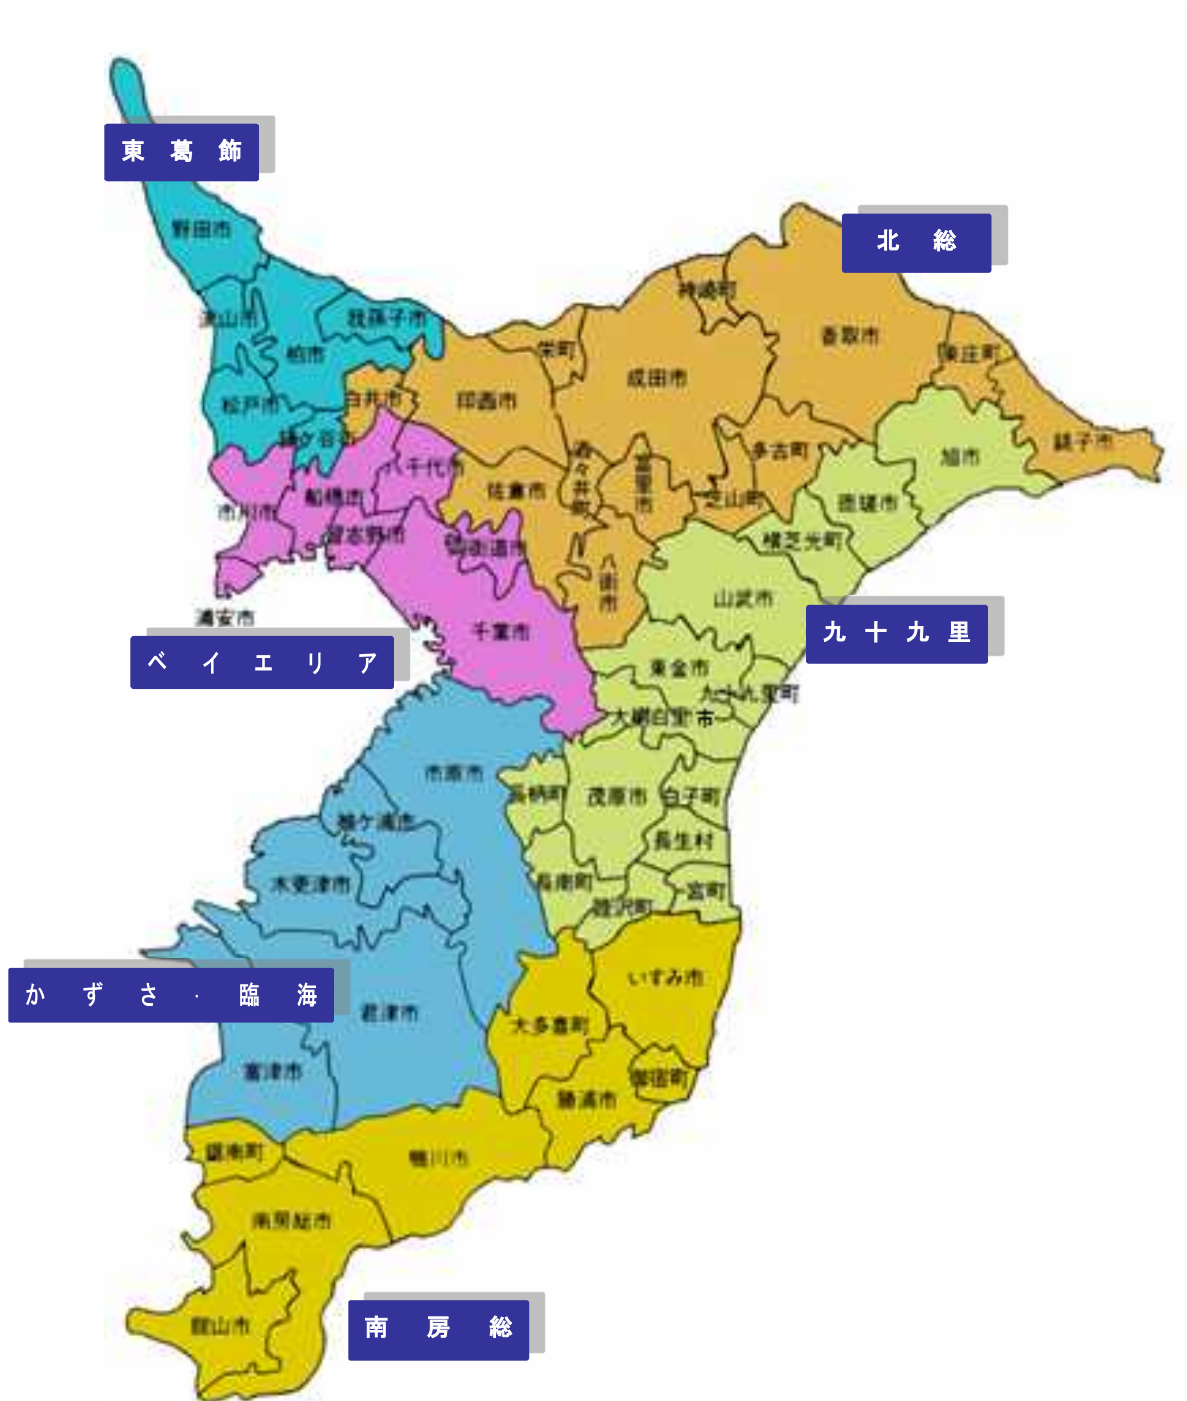 東葛飾
野田市
北総
神崎町
流山市
我孫子市
香取市
栄町
東庄町
柏市
成田市
松戸市
白井市
印西市
鎌ケ谷市
多古町
銚子市
旭市
八千代市
酒々井町
富里市
佐倉市
船橋市
芝山町
匝瑳市
市川市
習志野市
四街道市
横芝光町
八街市
山武市
浦安市
千葉市
九十九里
ベイエリア
東金市
九十九里町
大網白里市
市原市
長柄町
茂原市
白子町
袖ケ浦市
長生村
木更津市
長南町
睦沢町
宮町
いすみ市
かずさ・臨海
君津市
大多喜町
富津市
御宿町
勝浦市
鋸南町
鴨川市
南房総市
館山市
南房総